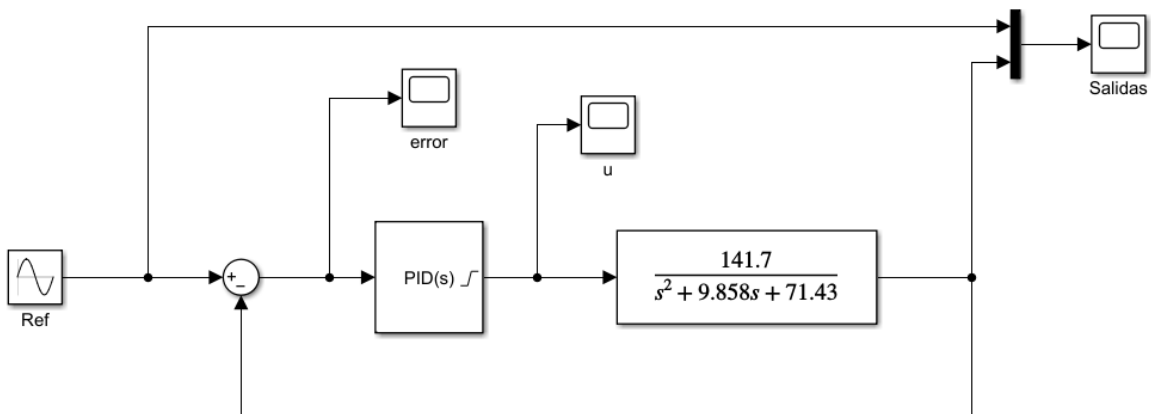 Salidas
error
u
Ref
+
−
PID(s)
141.7
s² + 9.858s + 71.43